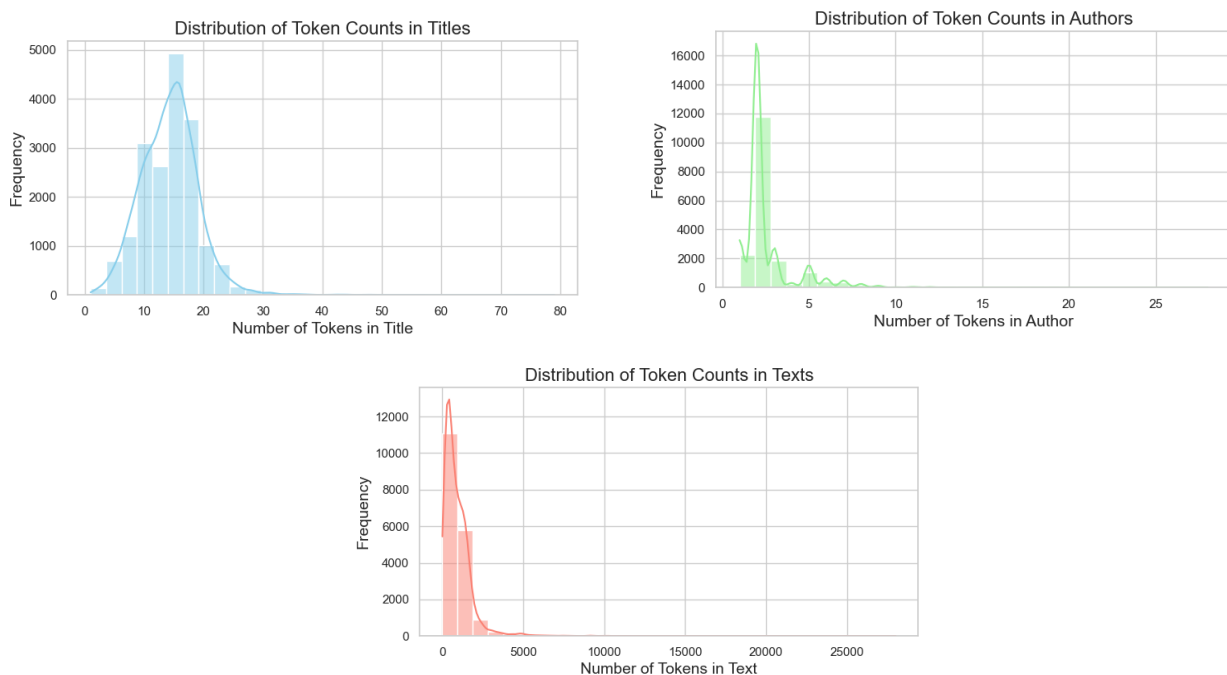 Distribution of Token Counts in Titles
5000
4000
3000
2000
1000
0
Frequency
0 10 20 30 40 50 60 70 80
Number of Tokens in Title
Distribution of Token Counts in Authors
16000
14000
12000
10000
8000
6000
4000
2000
0
Frequency
0 5 10 15 20 25
Number of Tokens in Author
Distribution of Token Counts in Texts
12000
10000
8000
6000
4000
2000
0
Frequency
0 5000 10000 15000 20000 25000
Number of Tokens in Text